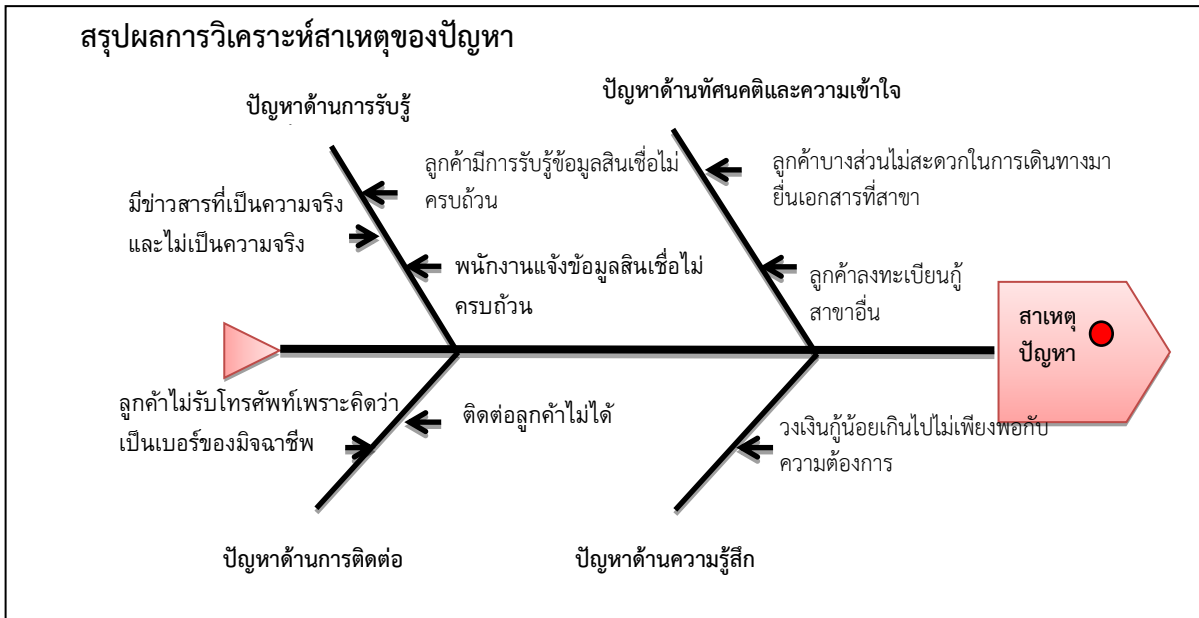 สรุปผลการวิเคราะห์สาเหตุของปัญหา
ปัญหาด้านการรับรู้
ปัญหาด้านทัศนคติและความเข้าใจ
ลูกค้ามีการรับรู้ข้อมูลสินเชื่อไม่
ครบถ้วน
มีข่าวสารที่เป็นความจริง
และไม่เป็นความจริง
พนักงานแจ้งข้อมูลสินเชื่อไม่
ครบถ้วน
ลูกค้าบางส่วนไม่สะดวกในการเดินทางมา
ยื่นเอกสารที่สาขา
ลูกค้าลงทะเบียนกู้
สาขาอื่น
สาเหตุ
ปัญหา
ลูกค้าไม่รับโทรศัพท์เพราะคิดว่า
เป็นเบอร์ของมิจฉาชีพ
ติดต่อลูกค้าไม่ได้
วงเงินกู้น้อยเกินไปไม่เพียงพอกับ
ความต้องการ
ปัญหาด้านการติดต่อ
ปัญหาด้านความรู้สึก